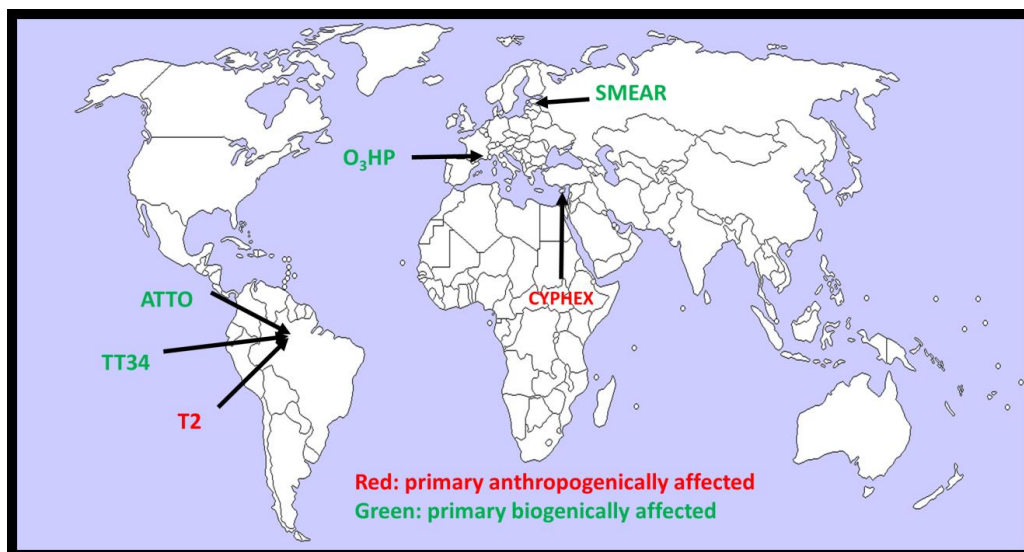 SMEAR
O₃HP
CYPHEX
ATTO
TT34
T2
Red: primary anthropogenically affected
Green: primary biogenically affected